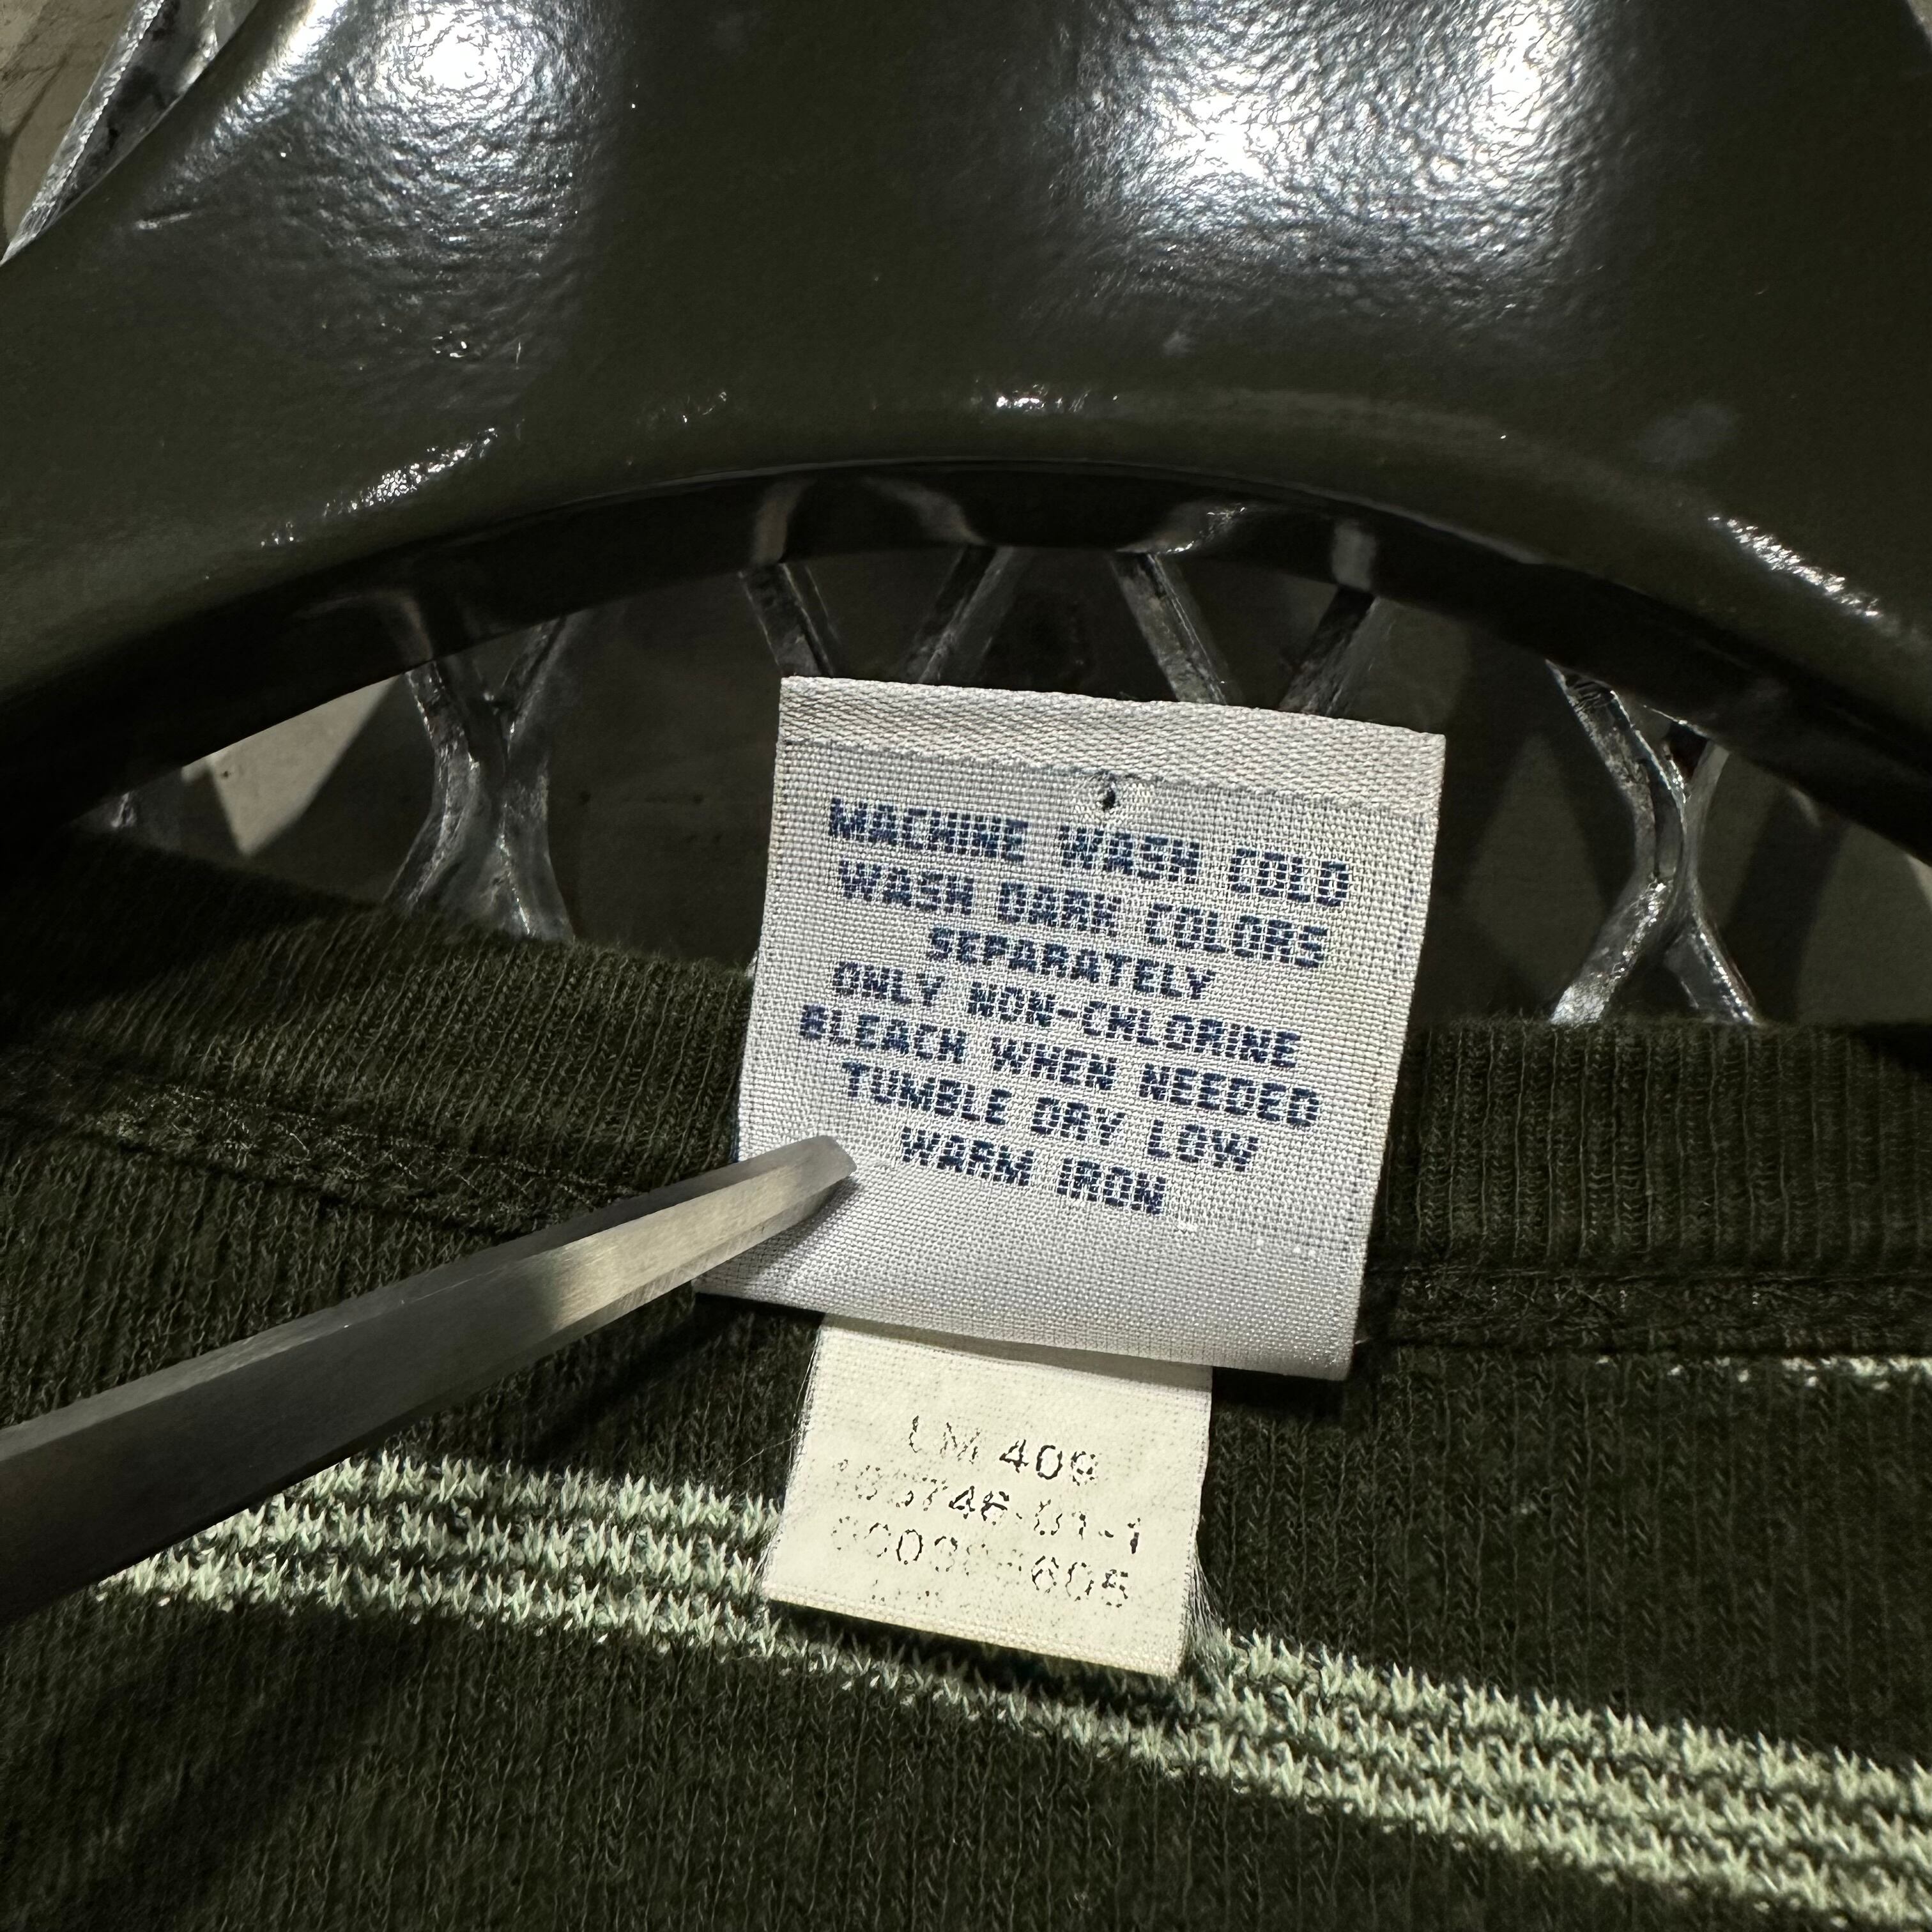 MACHINE WASH COLD
WASH DARK COLORS
SEPARATELY
ONLY NON-CHLORINE
BLEACH WHEN NEEDED
TUMBLE DRY LOW
WARM IRON
LM 409